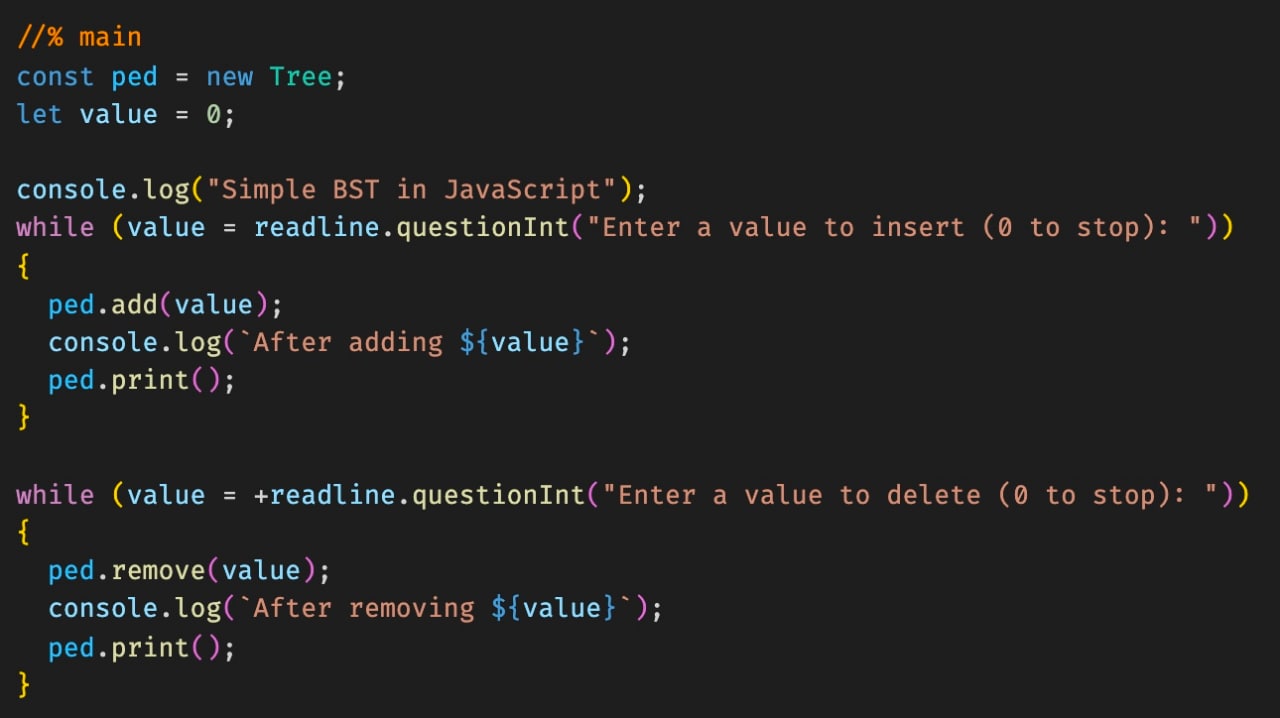 //% main
const ped = new Tree;
let value = 0;

console.log("Simple BST in JavaScript");
while (value = readline.questionInt("Enter a value to insert (0 to stop): "))
{
  ped.add(value);
  console.log(`After adding ${value}`);
  ped.print();
}

while (value = +readline.questionInt("Enter a value to delete (0 to stop): "))
{
  ped.remove(value);
  console.log(`After removing ${value}`);
  ped.print();
}